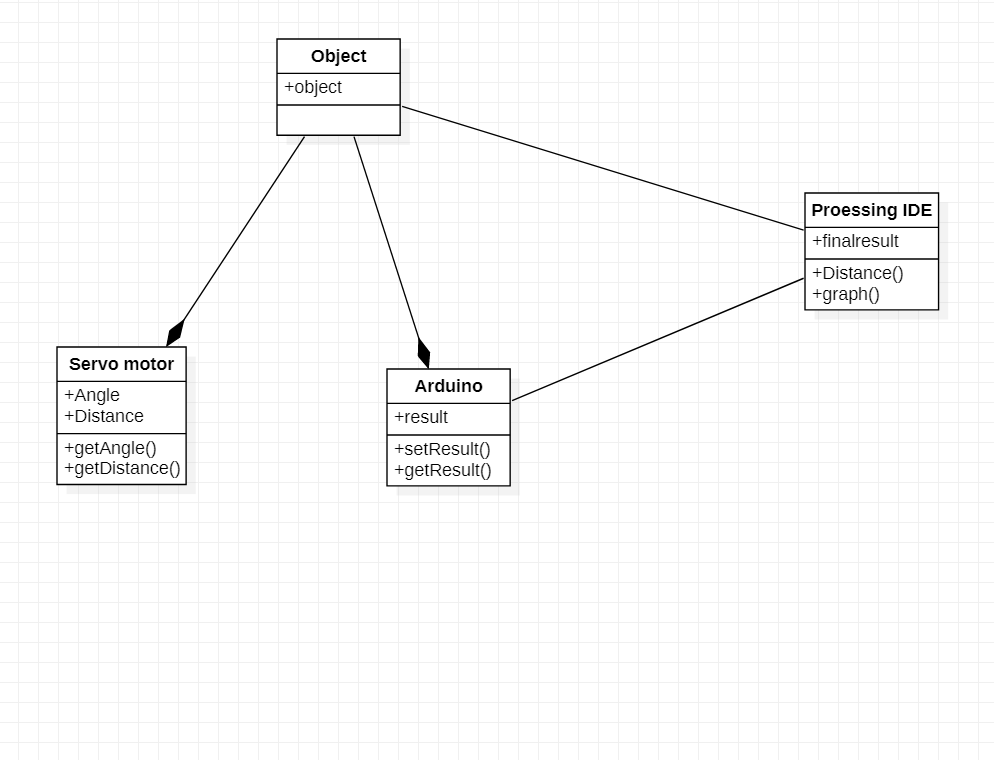 Object
+object
Proessing IDE
+finalresult
+Distance()
+graph()
Servo motor
+Angle
+Distance
+getAngle()
+getDistance()
Arduino
+result
+setResult()
+getResult()